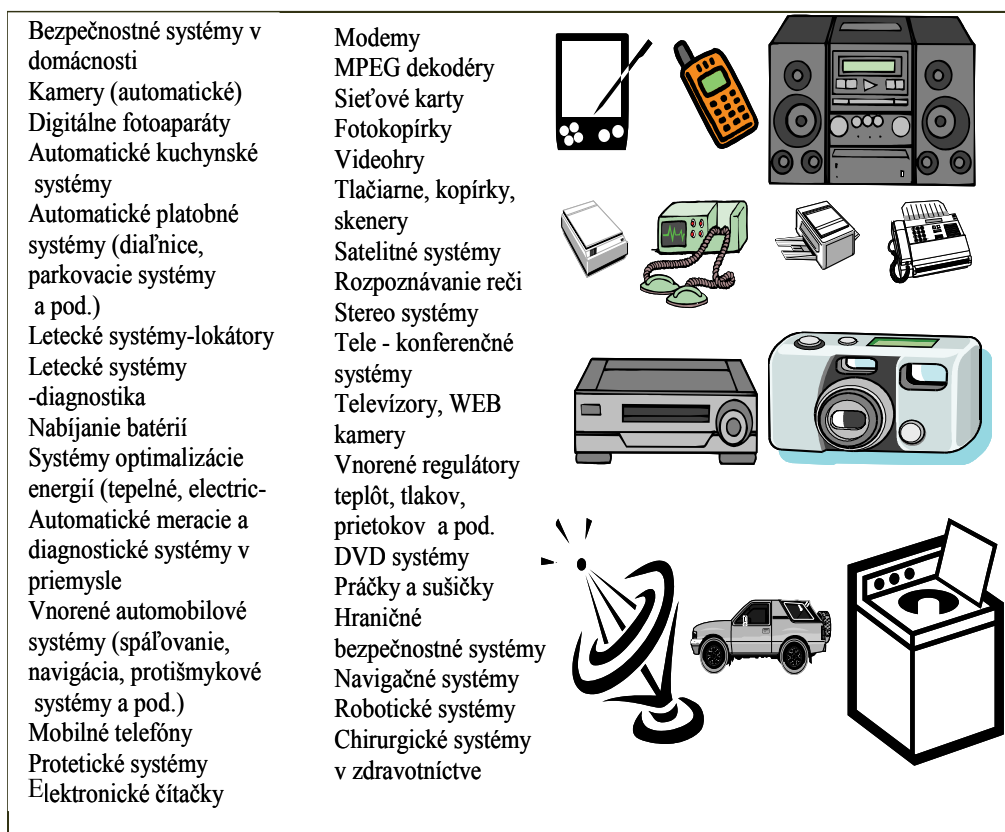 Bezpečnostné systémy v
domácnosti
Kamery (automatické)
Digitálne fotoaparáty
Automatické kuchynské
systémy
Automatické platobné
systémy (diaľnice,
parkovacie systémy
a pod.)
Letecké systémy-lokátory
Letecké systémy
-diagnostika
Nabíjanie batérií
Systémy optimalizácie
energií (tepelné, electric-
Automatické meracie a
diagnostické systémy v
priemysle
Vnorené automobilové
systémy (spáľovanie,
navigácia, protišmykové
systémy a pod.)
Mobilné telefóny
Protetické systémy
Elektronické čítačky
Modemy
MPEG dekodéry
Sieťové karty
Fotokopírky
Videohry
Tlačiarne, kopírky,
skenery
Satelitné systémy
Rozpoznávanie reči
Stereo systémy
Tele - konferenčné
systémy
Televízory, WEB
kamery
Vnorené regulátory
teplôt, tlakov,
prietokov a pod.
DVD systémy
Práčky a sušičky
Hraničné
bezpečnostné systémy
Navigačné systémy
Robotické systémy
Chirurgické systémy
v zdravotníctve